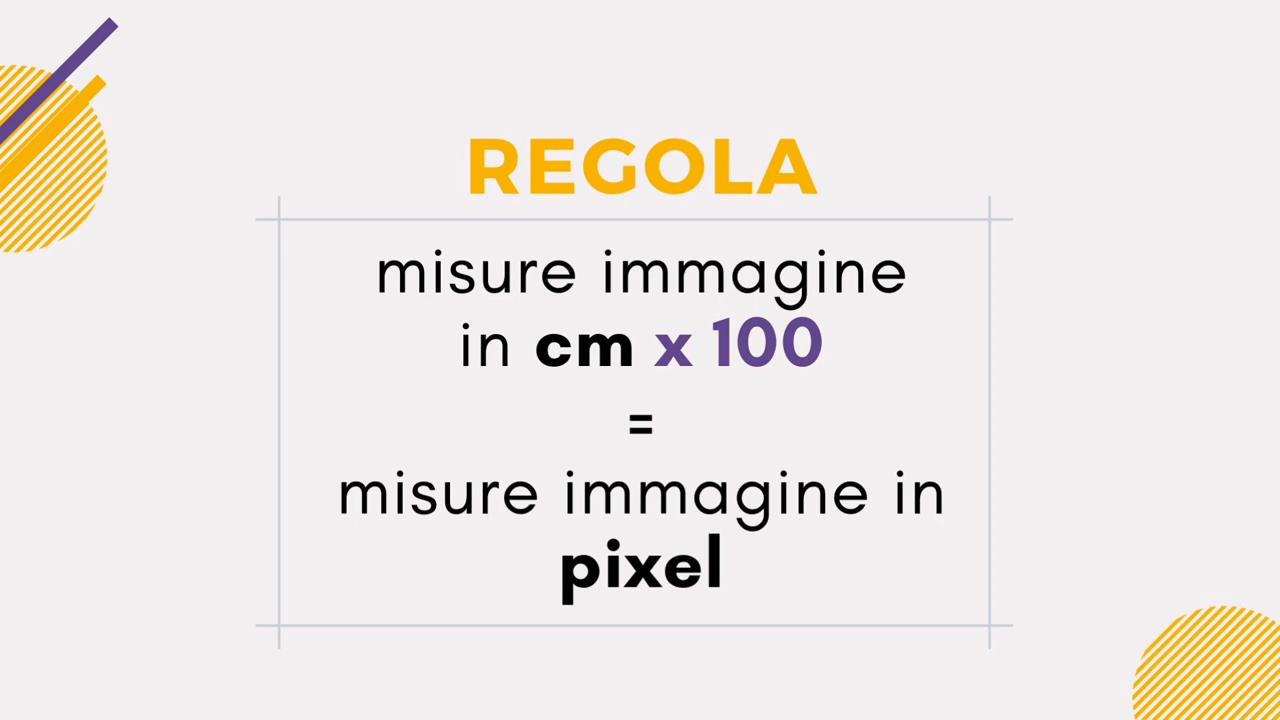 REGOLA
misure immagine
in cm x 100
=
misure immagine in
pixel